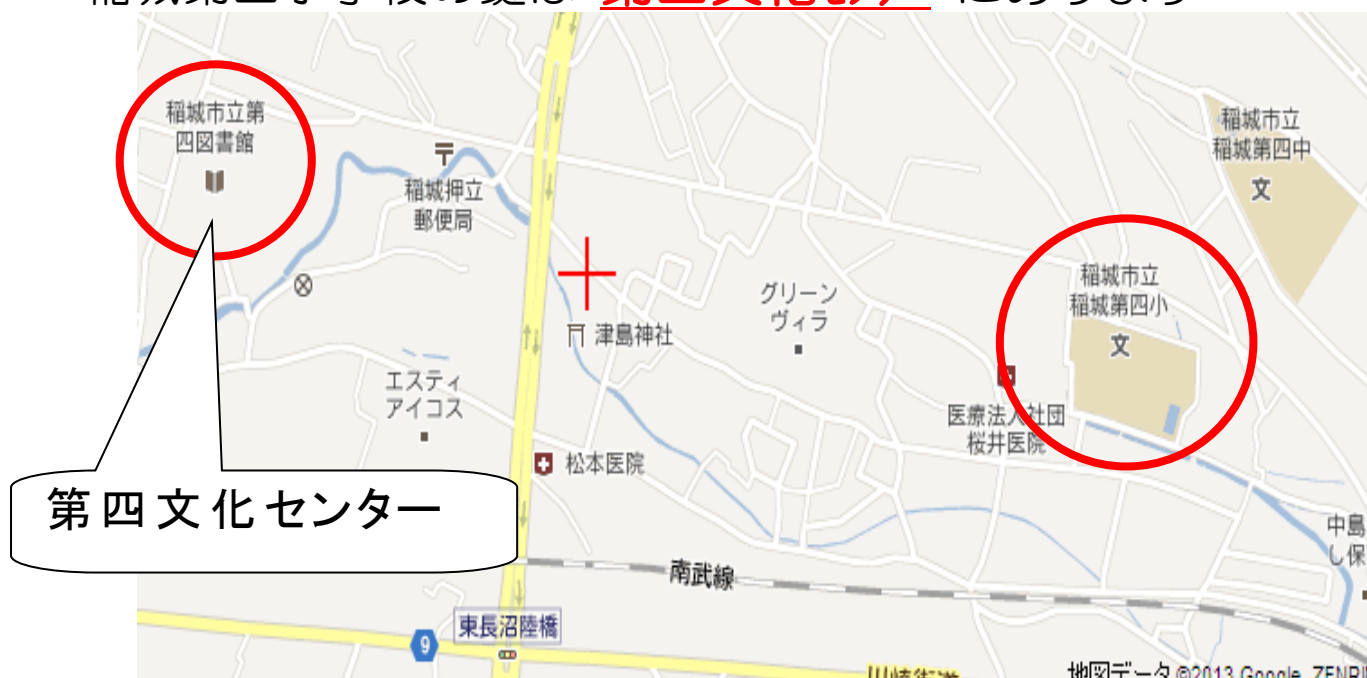 稲城市立第
四図書館
稲城押立
郵便局
稲城市立
稲城第四中
文
稲城市立
稲城第四小
文
グリーン
ヴィラ
津島神社
エスティ
アイコス
医療法人社団
桜井医院
松本医院
第四文化センター
中島
し保
南武線
東長沼陸橋
9
地図データ ©2013 Google, ZENRI